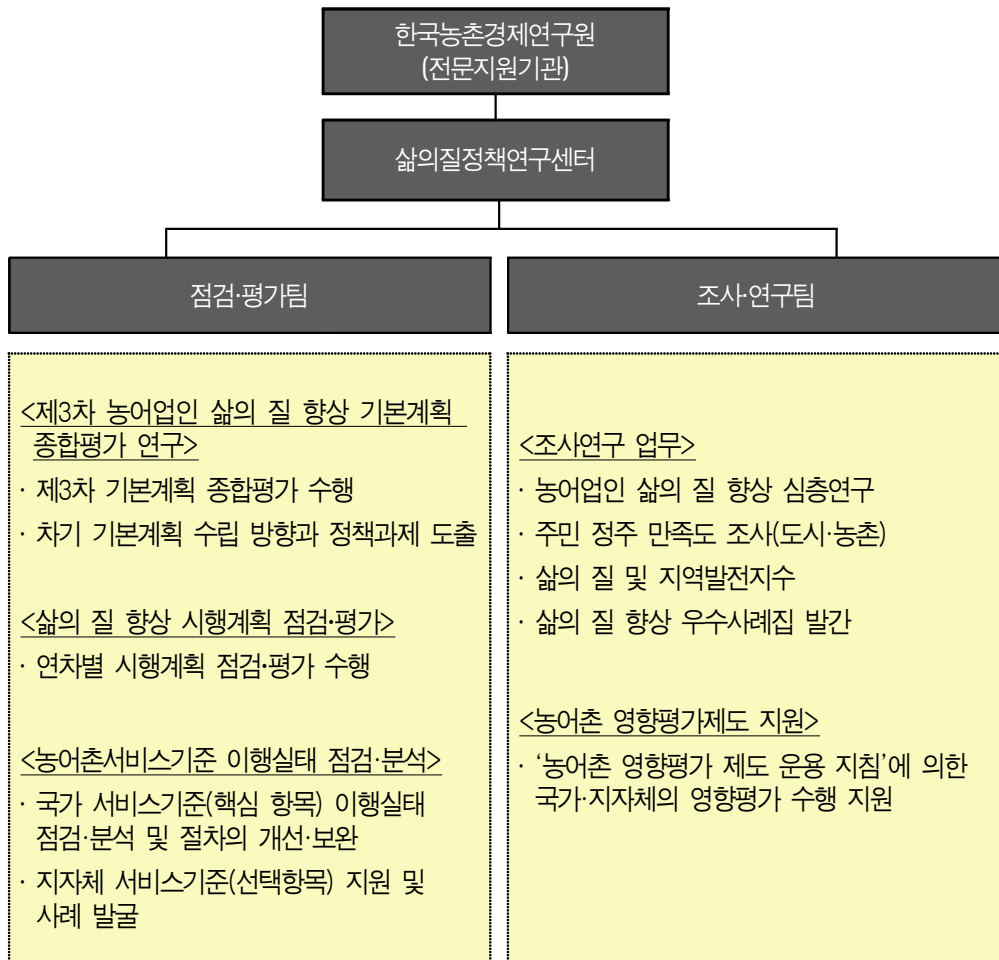 한국농촌경제연구원
(전문지원기관)
삶의질정책연구센터
점검·평가팀
<제3차 농어업인 삶의 질 향상 기본계획
종합평가 연구>
· 제3차 기본계획 종합평가 수행
· 차기 기본계획 수립 방향과 정책과제 도출
<삶의 질 향상 시행계획 점검·평가>
· 연차별 시행계획 점검·평가 수행
<농어촌서비스기준 이행실태 점검·분석>
· 국가 서비스기준(핵심 항목) 이행실태
점검·분석 및 절차의 개선·보완
· 지자체 서비스기준(선택항목) 지원 및
사례 발굴
조사·연구팀
<조사연구 업무>
· 농어업인 삶의 질 향상 심층연구
· 주민 정주 만족도 조사(도시·농촌)
· 삶의 질 및 지역발전지수
· 삶의 질 향상 우수사례집 발간
<농어촌 영향평가제도 지원>
· ‘농어촌 영향평가 제도 운용 지침’에 의한
국가·지자체의 영향평가 수행 지원